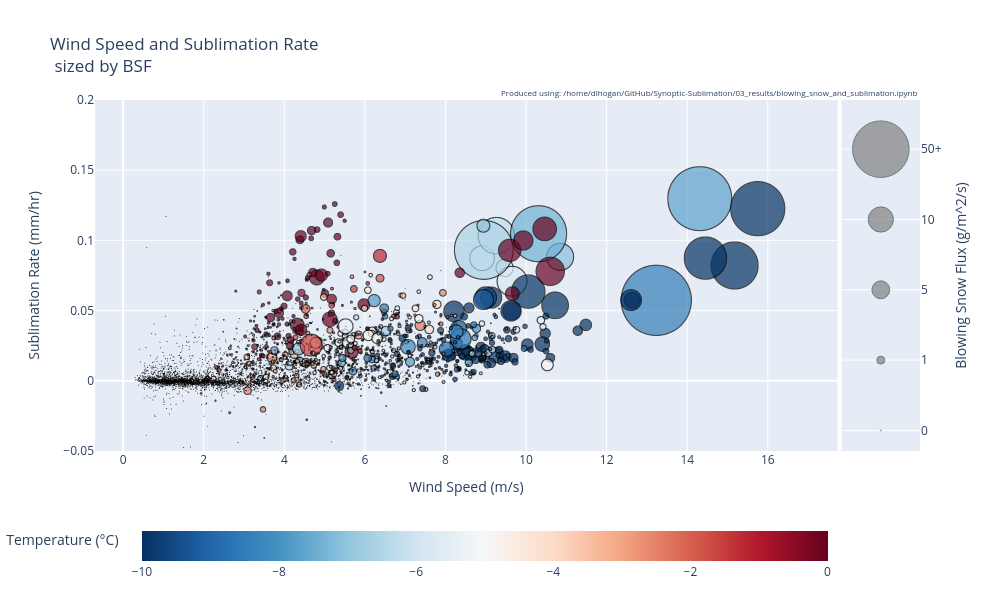 Wind Speed and Sublimation Rate
sized by BSF
Produced using: /home/dlhogan/GitHub/Synoptic-Sublimation/03_results/blowing_snow_and_sublimation.ipynb
0.2
0.15
0.1
0.05
0
−0.05
Sublimation Rate (mm/hr)
0 2 4 6 8 10 12 14 16
Wind Speed (m/s)
50+
10
5
1
0
Blowing Snow Flux (g/m^2/s)
Temperature (°C)
−10 −8 −6 −4 −2 0